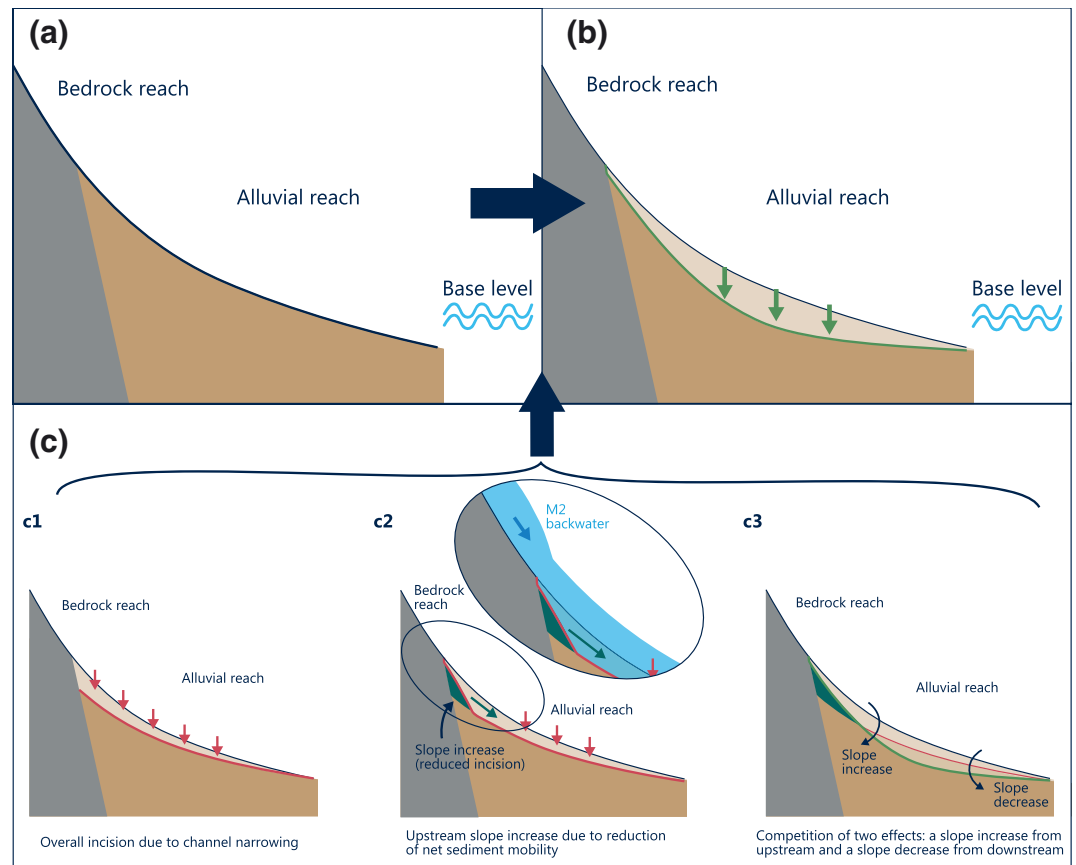 (a)
Bedrock reach
Alluvial reach
Base level
(b)
Bedrock reach
Alluvial reach
Base level
(c)
c1
Bedrock reach
Alluvial reach
Overall incision due to channel narrowing
c2
M2
backwater
Bedrock
reach
Alluvial reach
Slope increase
(reduced incision)
Upstream slope increase due to reduction
of net sediment mobility
c3
Bedrock reach
Alluvial reach
Slope
increase
Slope
decrease
Competition of two effects: a slope increase from
upstream and a slope decrease from downstream